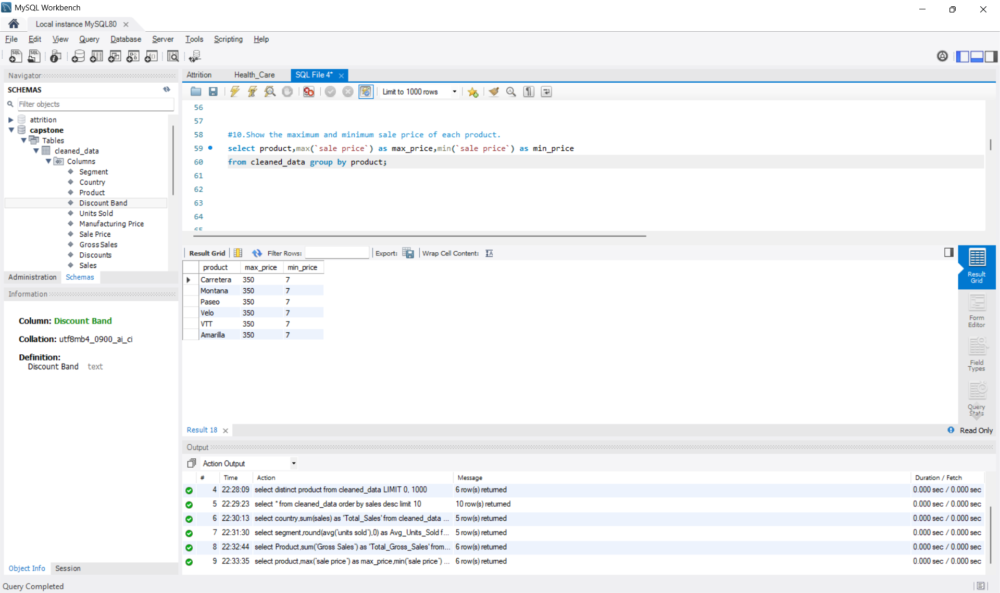 MySQL Workbench
Local instance MySQL80
File Edit View Query Database Server Tools Scripting Help
Navigator
SCHEMAS
Filter objects
attrition
capstone
Tables
cleaned_data
Columns
Segment
Country
Product
Discount Band
Units Sold
Manufacturing Price
Sale Price
Gross Sales
Discounts
Sales
Administration Schemas
Information
Column: Discount Band
Collation: utf8mb4_0900_ai_ci
Definition:
Discount Band text
Object Info Session
Attrition Health_Care SQL File 4*
Limit to 1000 rows
56
57
58 #10.Show the maximum and minimum sale price of each product.
59 select product,max(`sale price`) as max_price,min(`sale price`) as min_price
60 from cleaned_data group by product;
61
62
63
64
65
Result Grid Filter Rows: Export: Wrap Cell Content:
product max_price min_price
Carretera 350 7
Montana 350 7
Paseo 350 7
Velo 350 7
VTT 350 7
Amarilla 350 7
Result Grid
Form Editor
Field Types
Query Stats
Result 18
Read Only
Output
Action Output
# Time Action Message Duration / Fetch
4 22:28:09 select distinct product from cleaned_data LIMIT 0, 1000 6 row(s) returned 0.000 sec / 0.000 sec
5 22:29:23 select * from cleaned_data order by sales desc limit 10 10 row(s) returned 0.000 sec / 0.000 sec
6 22:30:13 select country,sum(sales) as 'Total_Sales' from cleaned_data ... 5 row(s) returned 0.000 sec / 0.000 sec
7 22:31:30 select segment,round(avg(`units sold`),0) as Avg_Units_Sold f... 5 row(s) returned 0.000 sec / 0.000 sec
8 22:32:44 select Product,sum(`Gross Sales`) as 'Total_Gross_Sales' from... 6 row(s) returned 0.000 sec / 0.000 sec
9 22:33:35 select product,max(`sale price`) as max_price,min(`sale price`) ... 6 row(s) returned 0.000 sec / 0.000 sec
Query Completed